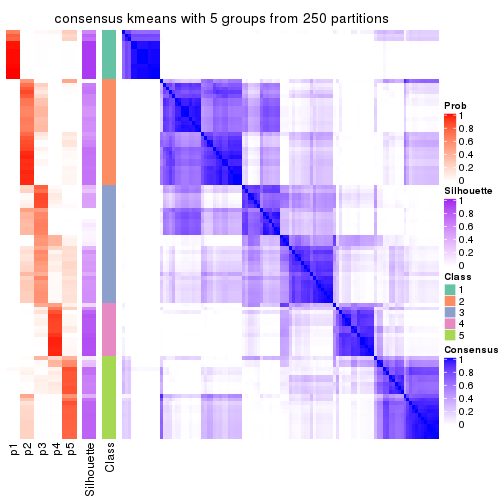 consensus kmeans with 5 groups from 250 partitions
Prob
1
0.8
0.6
0.4
0.2
0
Silhouette
1
0.8
0.6
0.4
0.2
0
Class
1
2
3
4
5
Consensus
1
0.8
0.6
0.4
0.2
0
p1
p2
p3
p4
p5
Silhouette
Class